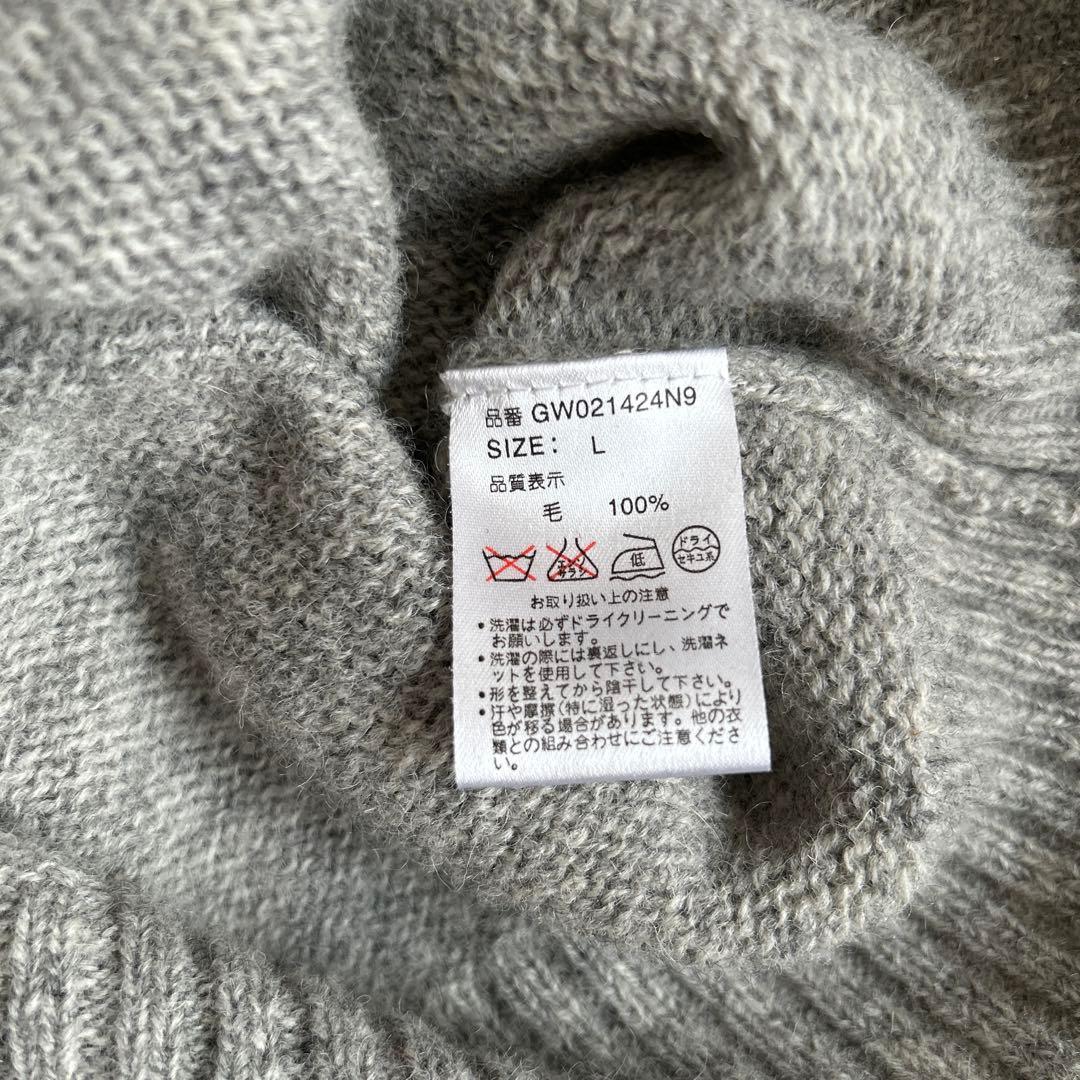 品番 GW021424N9
SIZE: L
品質表示
毛 100%
エンソ サラシ 低 ドライ セキユ系
お取り扱い上の注意
・洗濯は必ずドライクリーニングで
お願いします。
・洗濯の際には裏返しにし、洗濯ネ
ットを使用して下さい。
・形を整えてから陰干して下さい。
・汗や摩擦(特に湿った状態)により
色が移る場合があります。他の衣
類との組み合わせにご注意くださ
い。